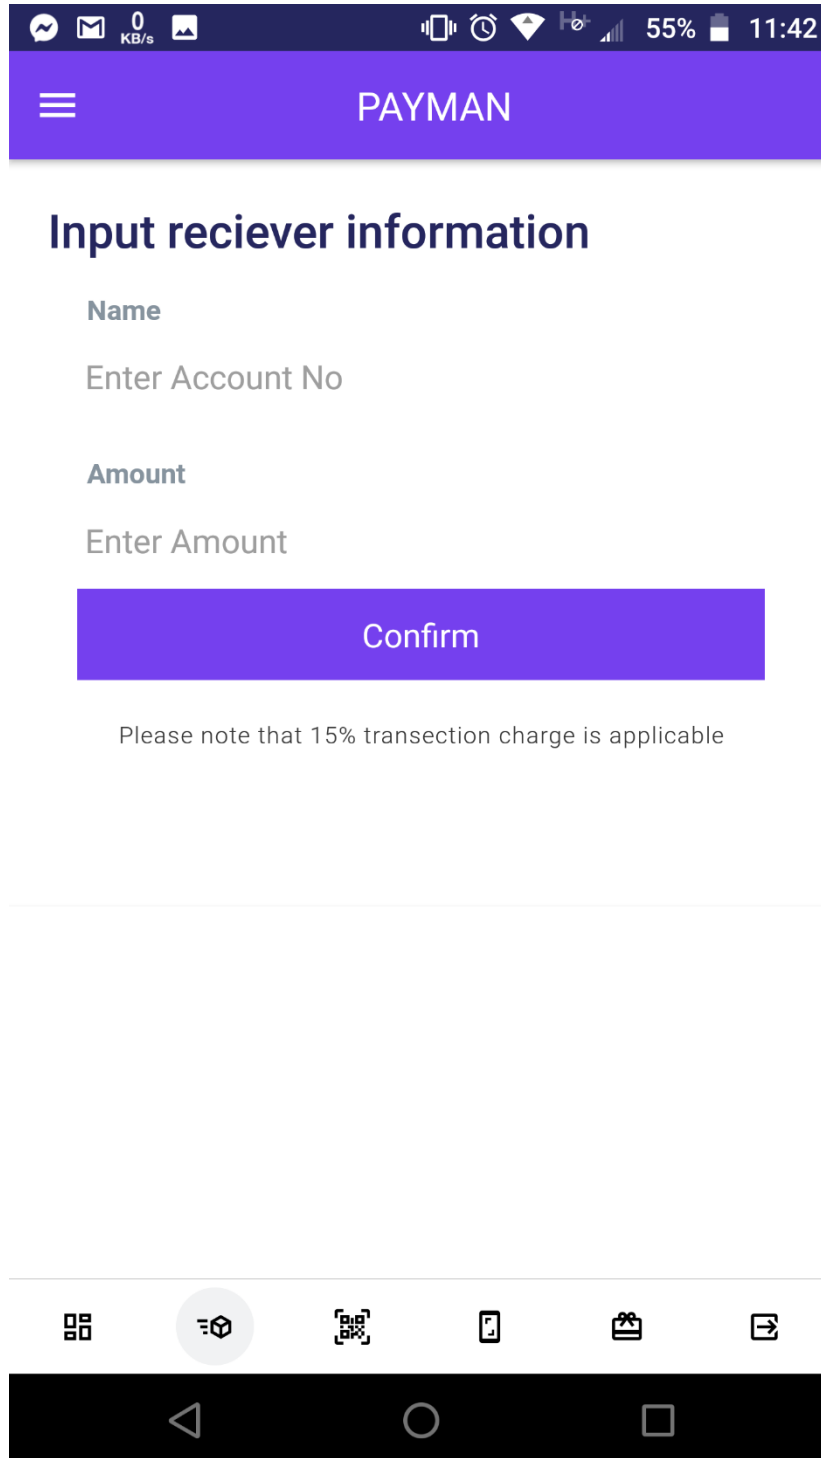 0
KB/s
55%
11:42
PAYMAN
Input reciever information
Name
Enter Account No
Amount
Enter Amount
Confirm
Please note that 15% transection charge is applicable